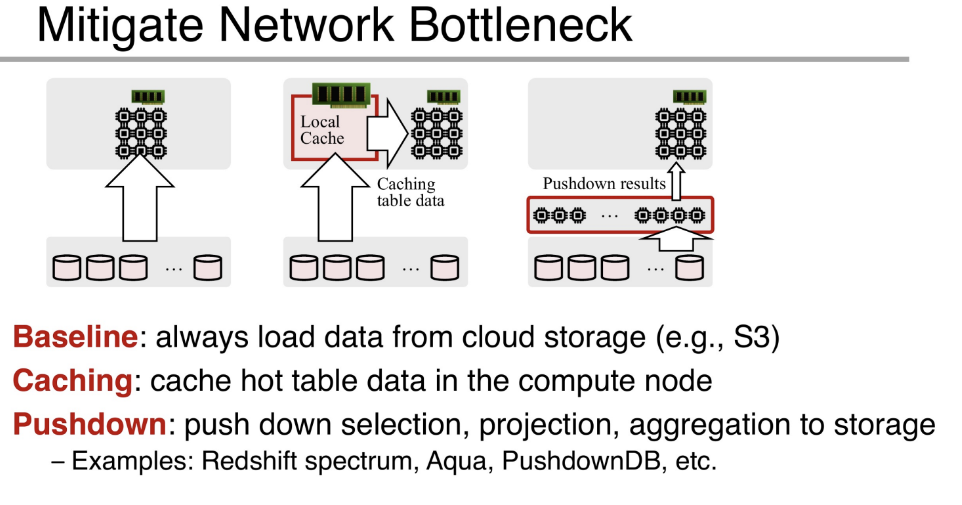 Mitigate Network Bottleneck
Local
Cache
Caching
table data
Pushdown results
...
...
...
...
Baseline: always load data from cloud storage (e.g., S3)
Caching: cache hot table data in the compute node
Pushdown: push down selection, projection, aggregation to storage
– Examples: Redshift spectrum, Aqua, PushdownDB, etc.